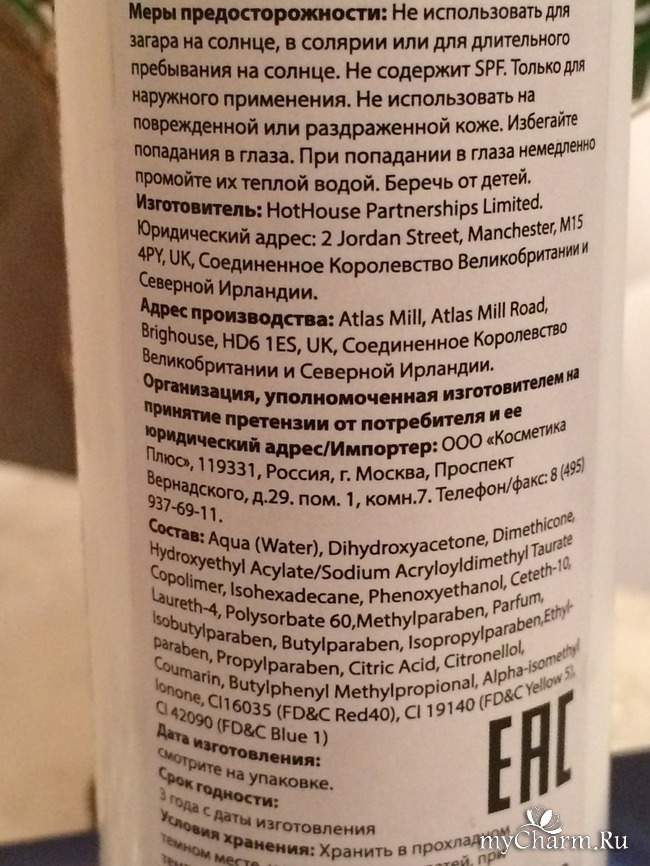 Меры предосторожности: Не использовать для
загара на солнце, в солярии или для длительного
пребывания на солнце. Не содержит SPF. Только для
наружного применения. Не использовать на
поврежденной или раздраженной коже. Избегайте
попадания в глаза. При попадании в глаза немедленно
промойте их теплой водой. Беречь от детей.
Изготовитель: HotHouse Partnerships Limited.
Юридический адрес: 2 Jordan Street, Manchester, M15
4PY, UK, Соединенное Королевство Великобритании и
Северной Ирландии.
Адрес производства: Atlas Mill, Atlas Mill Road,
Brighouse, HD6 1ES, UK, Соединенное Королевство
Великобритании и Северной Ирландии.
Организация, уполномоченная изготовителем на
принятие претензии от потребителя и ее
юридический адрес/Импортер: ООО «Косметика
Плюс», 119331, Россия, г. Москва, Проспект
Вернадского, д.29. пом. 1, комн.7. Телефон/факс: 8 (495)
937-69-11.
Состав: Aqua (Water), Dihydroxyacetone, Dimethicone,
Hydroxyethyl Acylate/Sodium Acryloyldimethyl Taurate
Copolimer, Isohexadecane, Phenoxyethanol, Ceteth-10,
Laureth-4, Polysorbate 60,Methylparaben, Parfum,
Isobutylparaben, Butylparaben, Isopropylparaben,Ethyl-
paraben, Propylparaben, Citric Acid, Citronellol,
Coumarin, Butylphenyl Methylpropional, Alpha-isomethyl
Ionone, CI16035 (FD&C Red40), CI 19140 (FD&C Yellow 5),
CI 42090 (FD&C Blue 1)
Дата изготовления:
смотрите на упаковке.
Срок годности:
3 года с даты изготовления
Условия хранения: Хранить в прохладном
темном месте,
EAC
myCharm.Ru